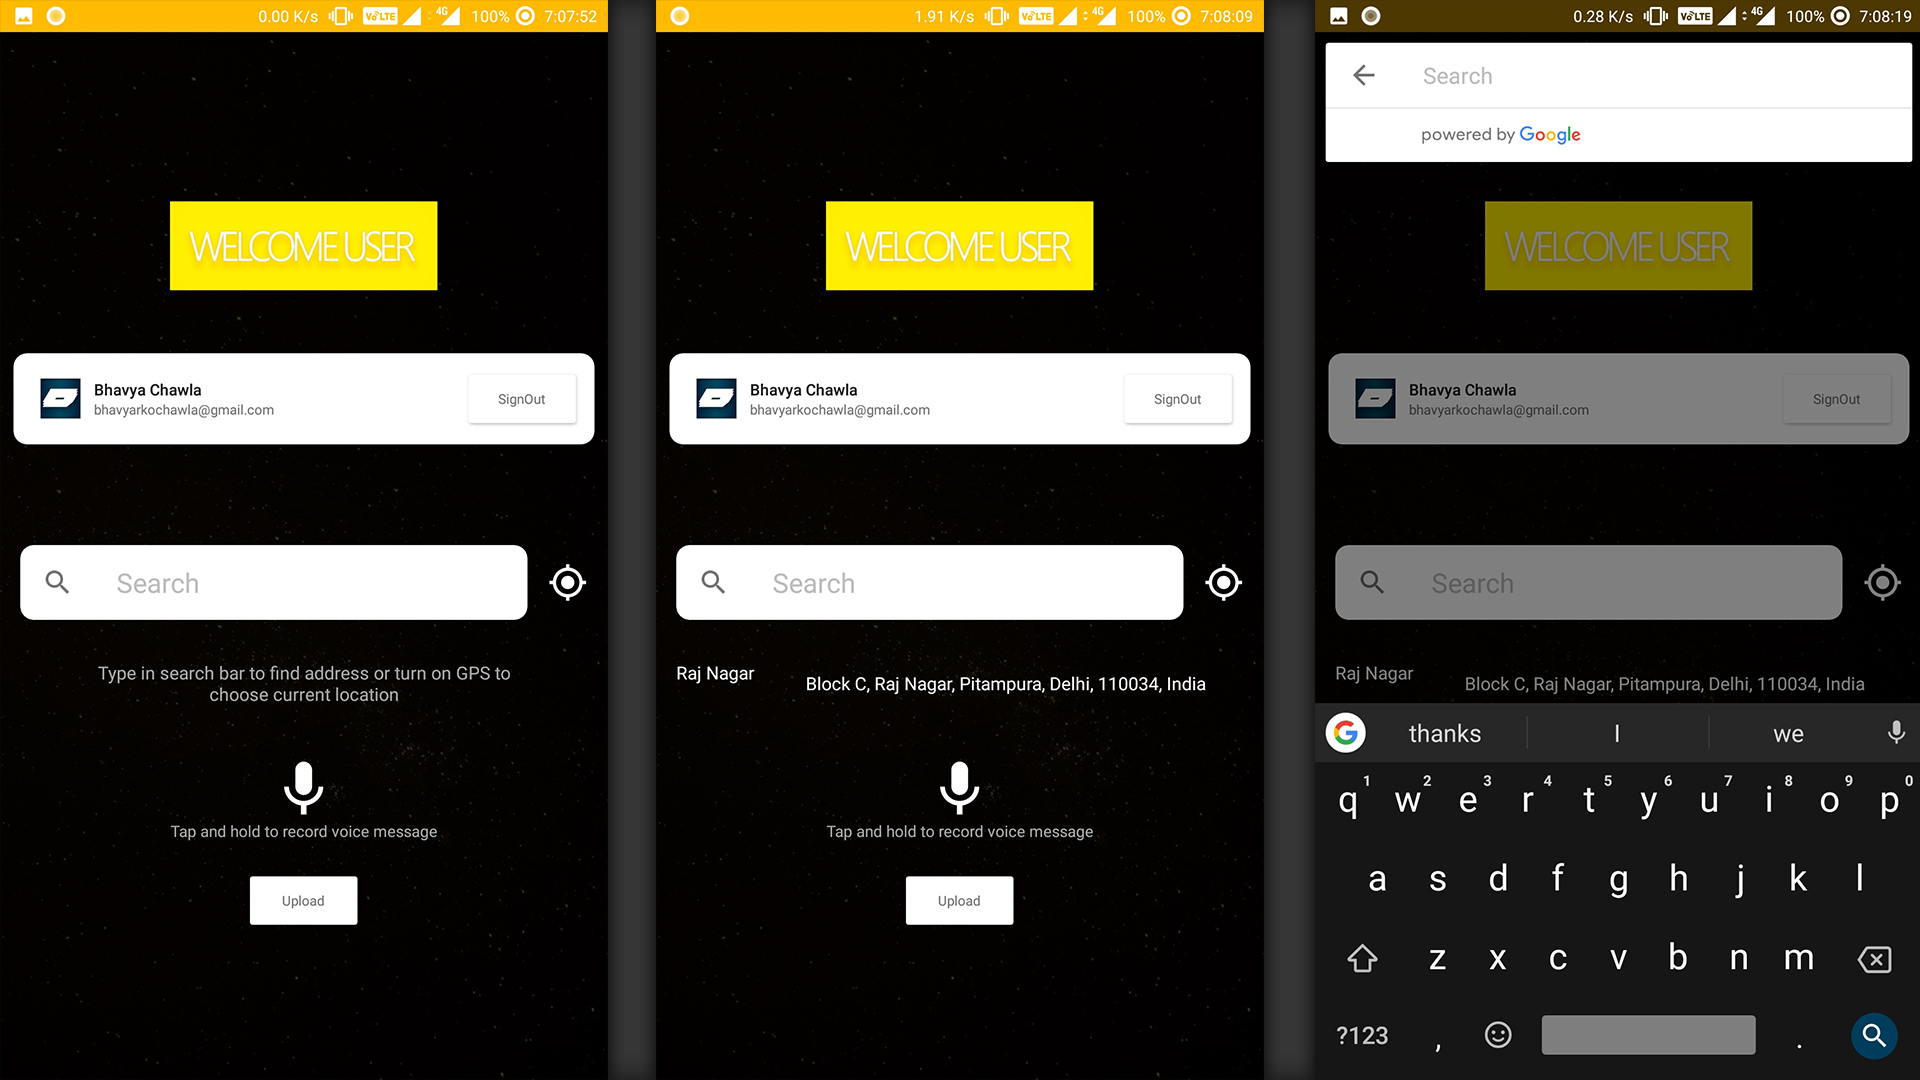 0.00 K/s VoLTE 4G 100% 7:07:52
WELCOME USER
Bhavya Chawla
bhavyarkochawla@gmail.com
SignOut
Search
Type in search bar to find address or turn on GPS to
choose current location
Tap and hold to record voice message
Upload
1.91 K/s VoLTE 4G 100% 7:08:09
WELCOME USER
Bhavya Chawla
bhavyarkochawla@gmail.com
SignOut
Search
Raj Nagar
Block C, Raj Nagar, Pitampura, Delhi, 110034, India
Tap and hold to record voice message
Upload
0.28 K/s VoLTE 4G 100% 7:08:19
Search
powered by Google
WELCOME USER
Bhavya Chawla
bhavyarkochawla@gmail.com
SignOut
Search
Raj Nagar
Block C, Raj Nagar, Pitampura, Delhi, 110034, India
G thanks I we
1 2 3 4 5 6 7 8 9 0
q w e r t y u i o p
a s d f g h j k l
z x c v b n m
?123 , .